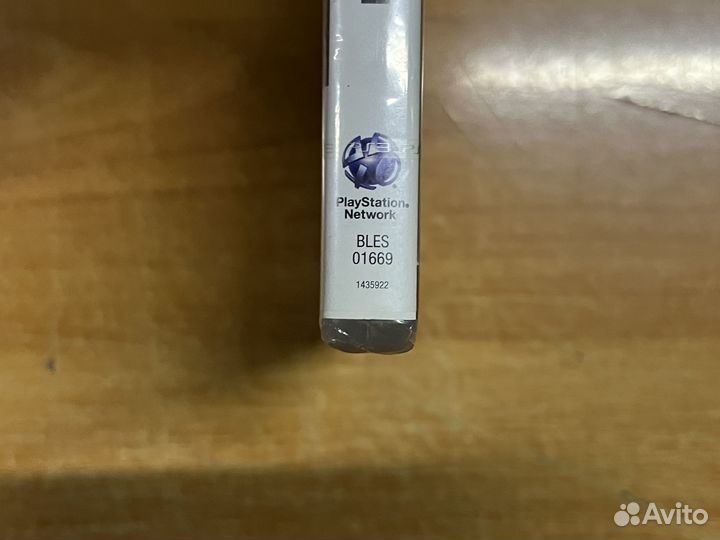 PlayStation®
Network
BLES
01669
1435922
Avito